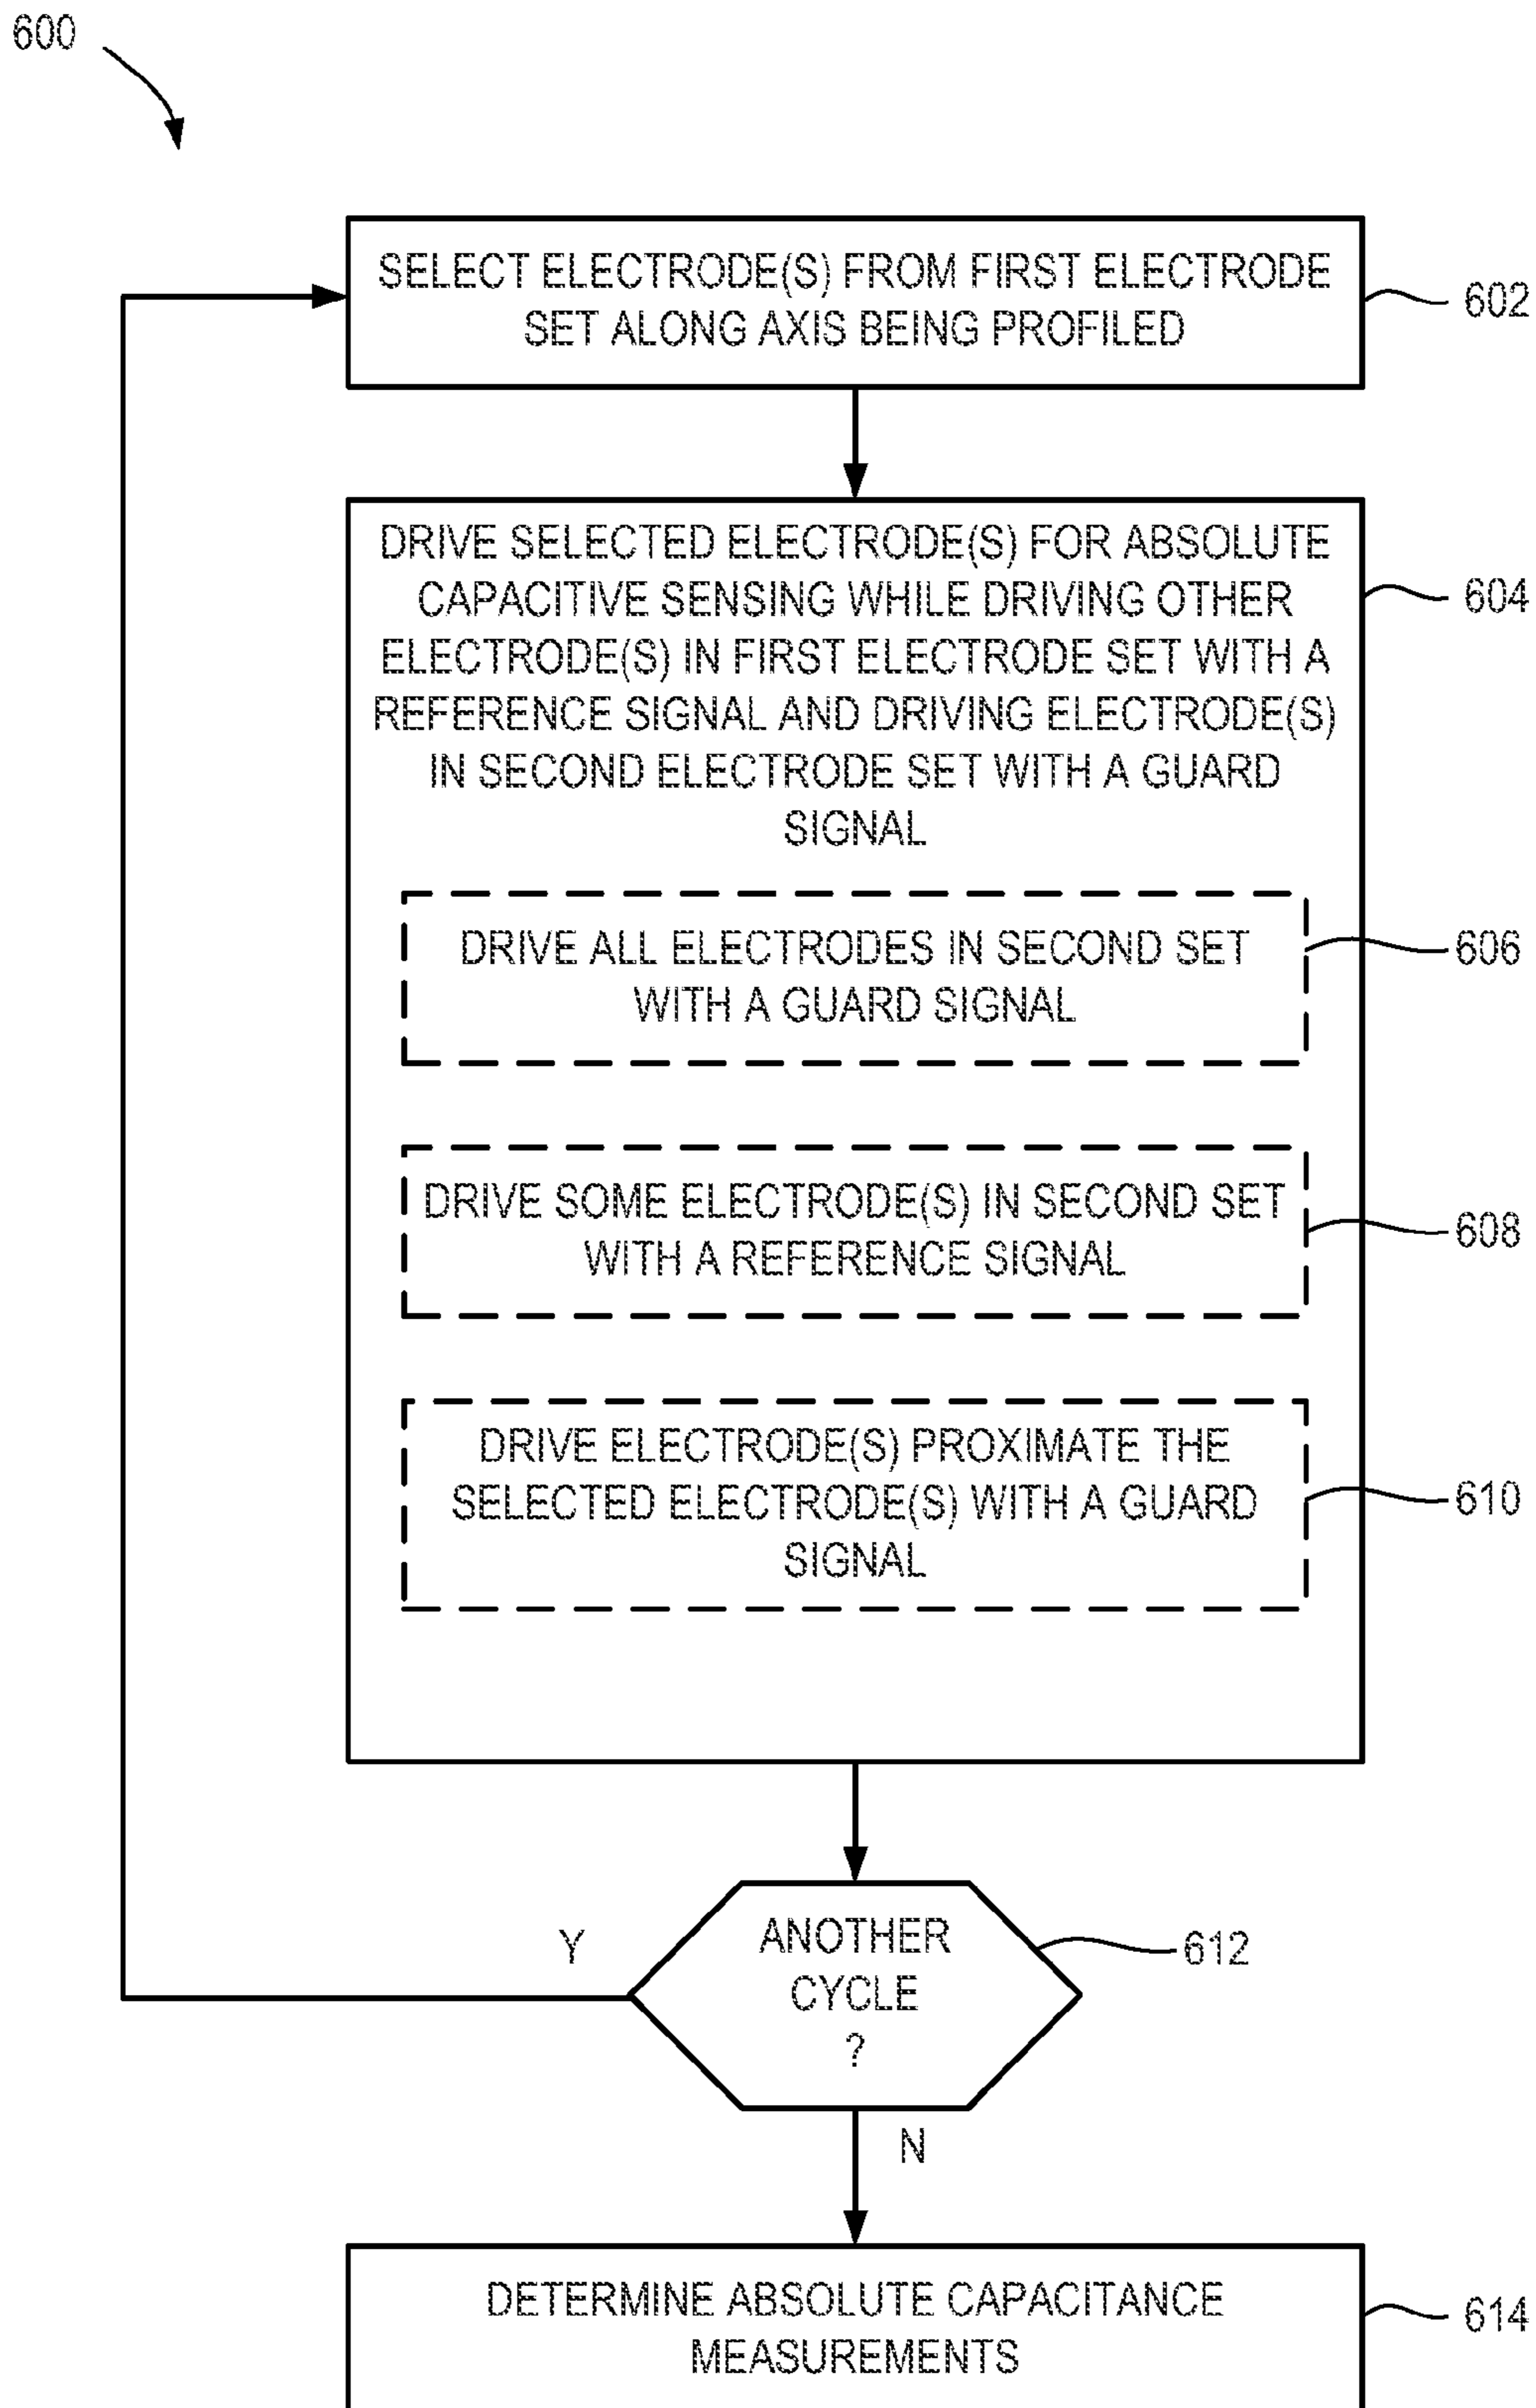 600
SELECT ELECTRODE(S) FROM FIRST ELECTRODE
SET ALONG AXIS BEING PROFILED
602
DRIVE SELECTED ELECTRODE(S) FOR ABSOLUTE
CAPACITIVE SENSING WHILE DRIVING OTHER
ELECTRODE(S) IN FIRST ELECTRODE SET WITH A
REFERENCE SIGNAL AND DRIVING ELECTRODE(S)
IN SECOND ELECTRODE SET WITH A GUARD
SIGNAL
604
DRIVE ALL ELECTRODES IN SECOND SET
WITH A GUARD SIGNAL
606
DRIVE SOME ELECTRODE(S) IN SECOND SET
WITH A REFERENCE SIGNAL
608
DRIVE ELECTRODE(S) PROXIMATE THE
SELECTED ELECTRODE(S) WITH A GUARD
SIGNAL
610
Y
ANOTHER
CYCLE
?
612
N
DETERMINE ABSOLUTE CAPACITANCE
MEASUREMENTS
614